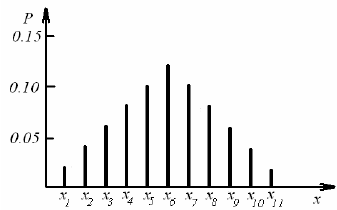 P
0.15
0.10
0.05
x₁ x₂ x₃ x₄ x₅ x₆ x₇ x₈ x₉ x₁₀ x₁₁ x